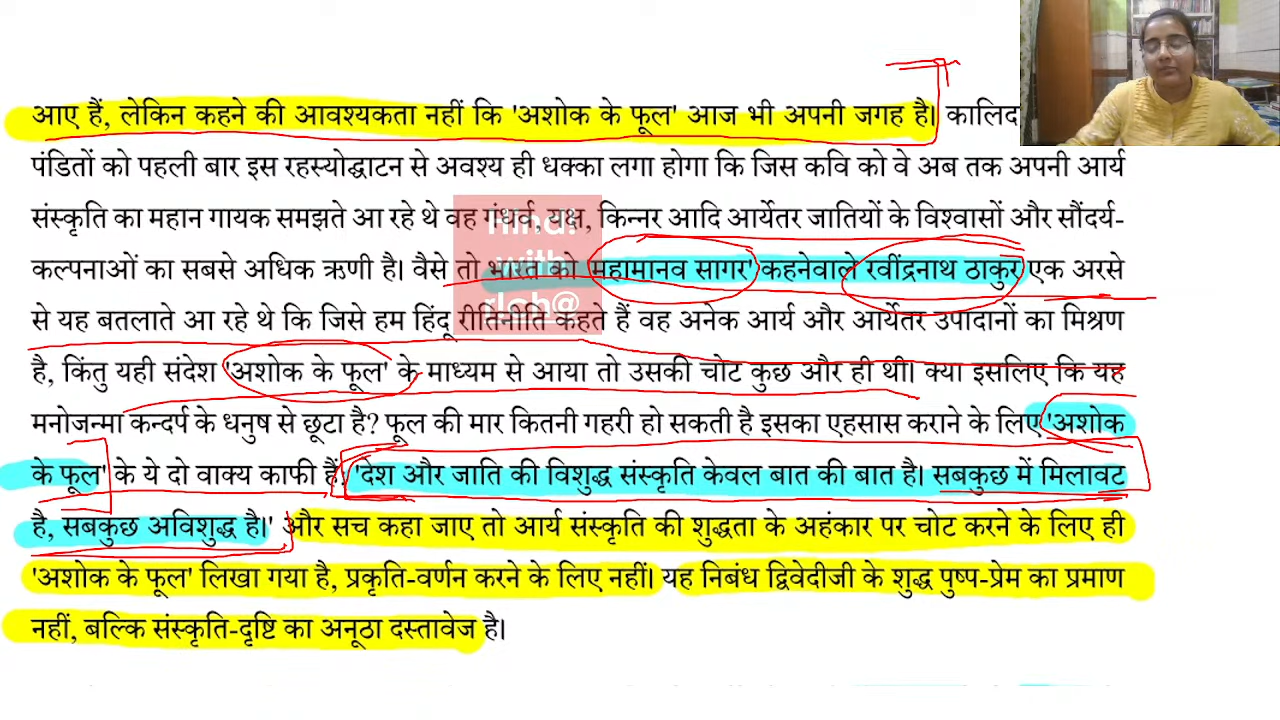 आए हैं, लेकिन कहने की आवश्यकता नहीं कि 'अशोक के फूल' आज भी अपनी जगह है। कालिद
पंडितों को पहली बार इस रहस्योद्घाटन से अवश्य ही धक्का लगा होगा कि जिस कवि को वे अब तक अपनी आर्य
संस्कृति का महान गायक समझते आ रहे थे वह गंधर्व, यक्ष, किन्नर आदि आर्येतर जातियों के विश्वासों और सौंदर्य-
कल्पनाओं का सबसे अधिक ऋणी है। वैसे तो भारत को 'महामानव सागर' कहनेवाले रवींद्रनाथ ठाकुर एक अरसे
से यह बतलाते आ रहे थे कि जिसे हम हिंदू रीतिनीति कहते हैं वह अनेक आर्य और आर्येतर उपादानों का मिश्रण
है, किंतु यही संदेश 'अशोक के फूल' के माध्यम से आया तो उसकी चोट कुछ और ही थी। क्या इसलिए कि यह
मनोजन्मा कन्दर्प के धनुष से छूटा है? फूल की मार कितनी गहरी हो सकती है इसका एहसास कराने के लिए 'अशोक
के फूल' के ये दो वाक्य काफी हैं: 'देश और जाति की विशुद्ध संस्कृति केवल बात की बात है। सबकुछ में मिलावट
है, सबकुछ अविशुद्ध है।' और सच कहा जाए तो आर्य संस्कृति की शुद्धता के अहंकार पर चोट करने के लिए ही
'अशोक के फूल' लिखा गया है, प्रकृति-वर्णन करने के लिए नहीं। यह निबंध द्विवेदीजी के शुद्ध पुष्प-प्रेम का प्रमाण
नहीं, बल्कि संस्कृति-दृष्टि का अनूठा दस्तावेज है।
Hindi
with
rIch@